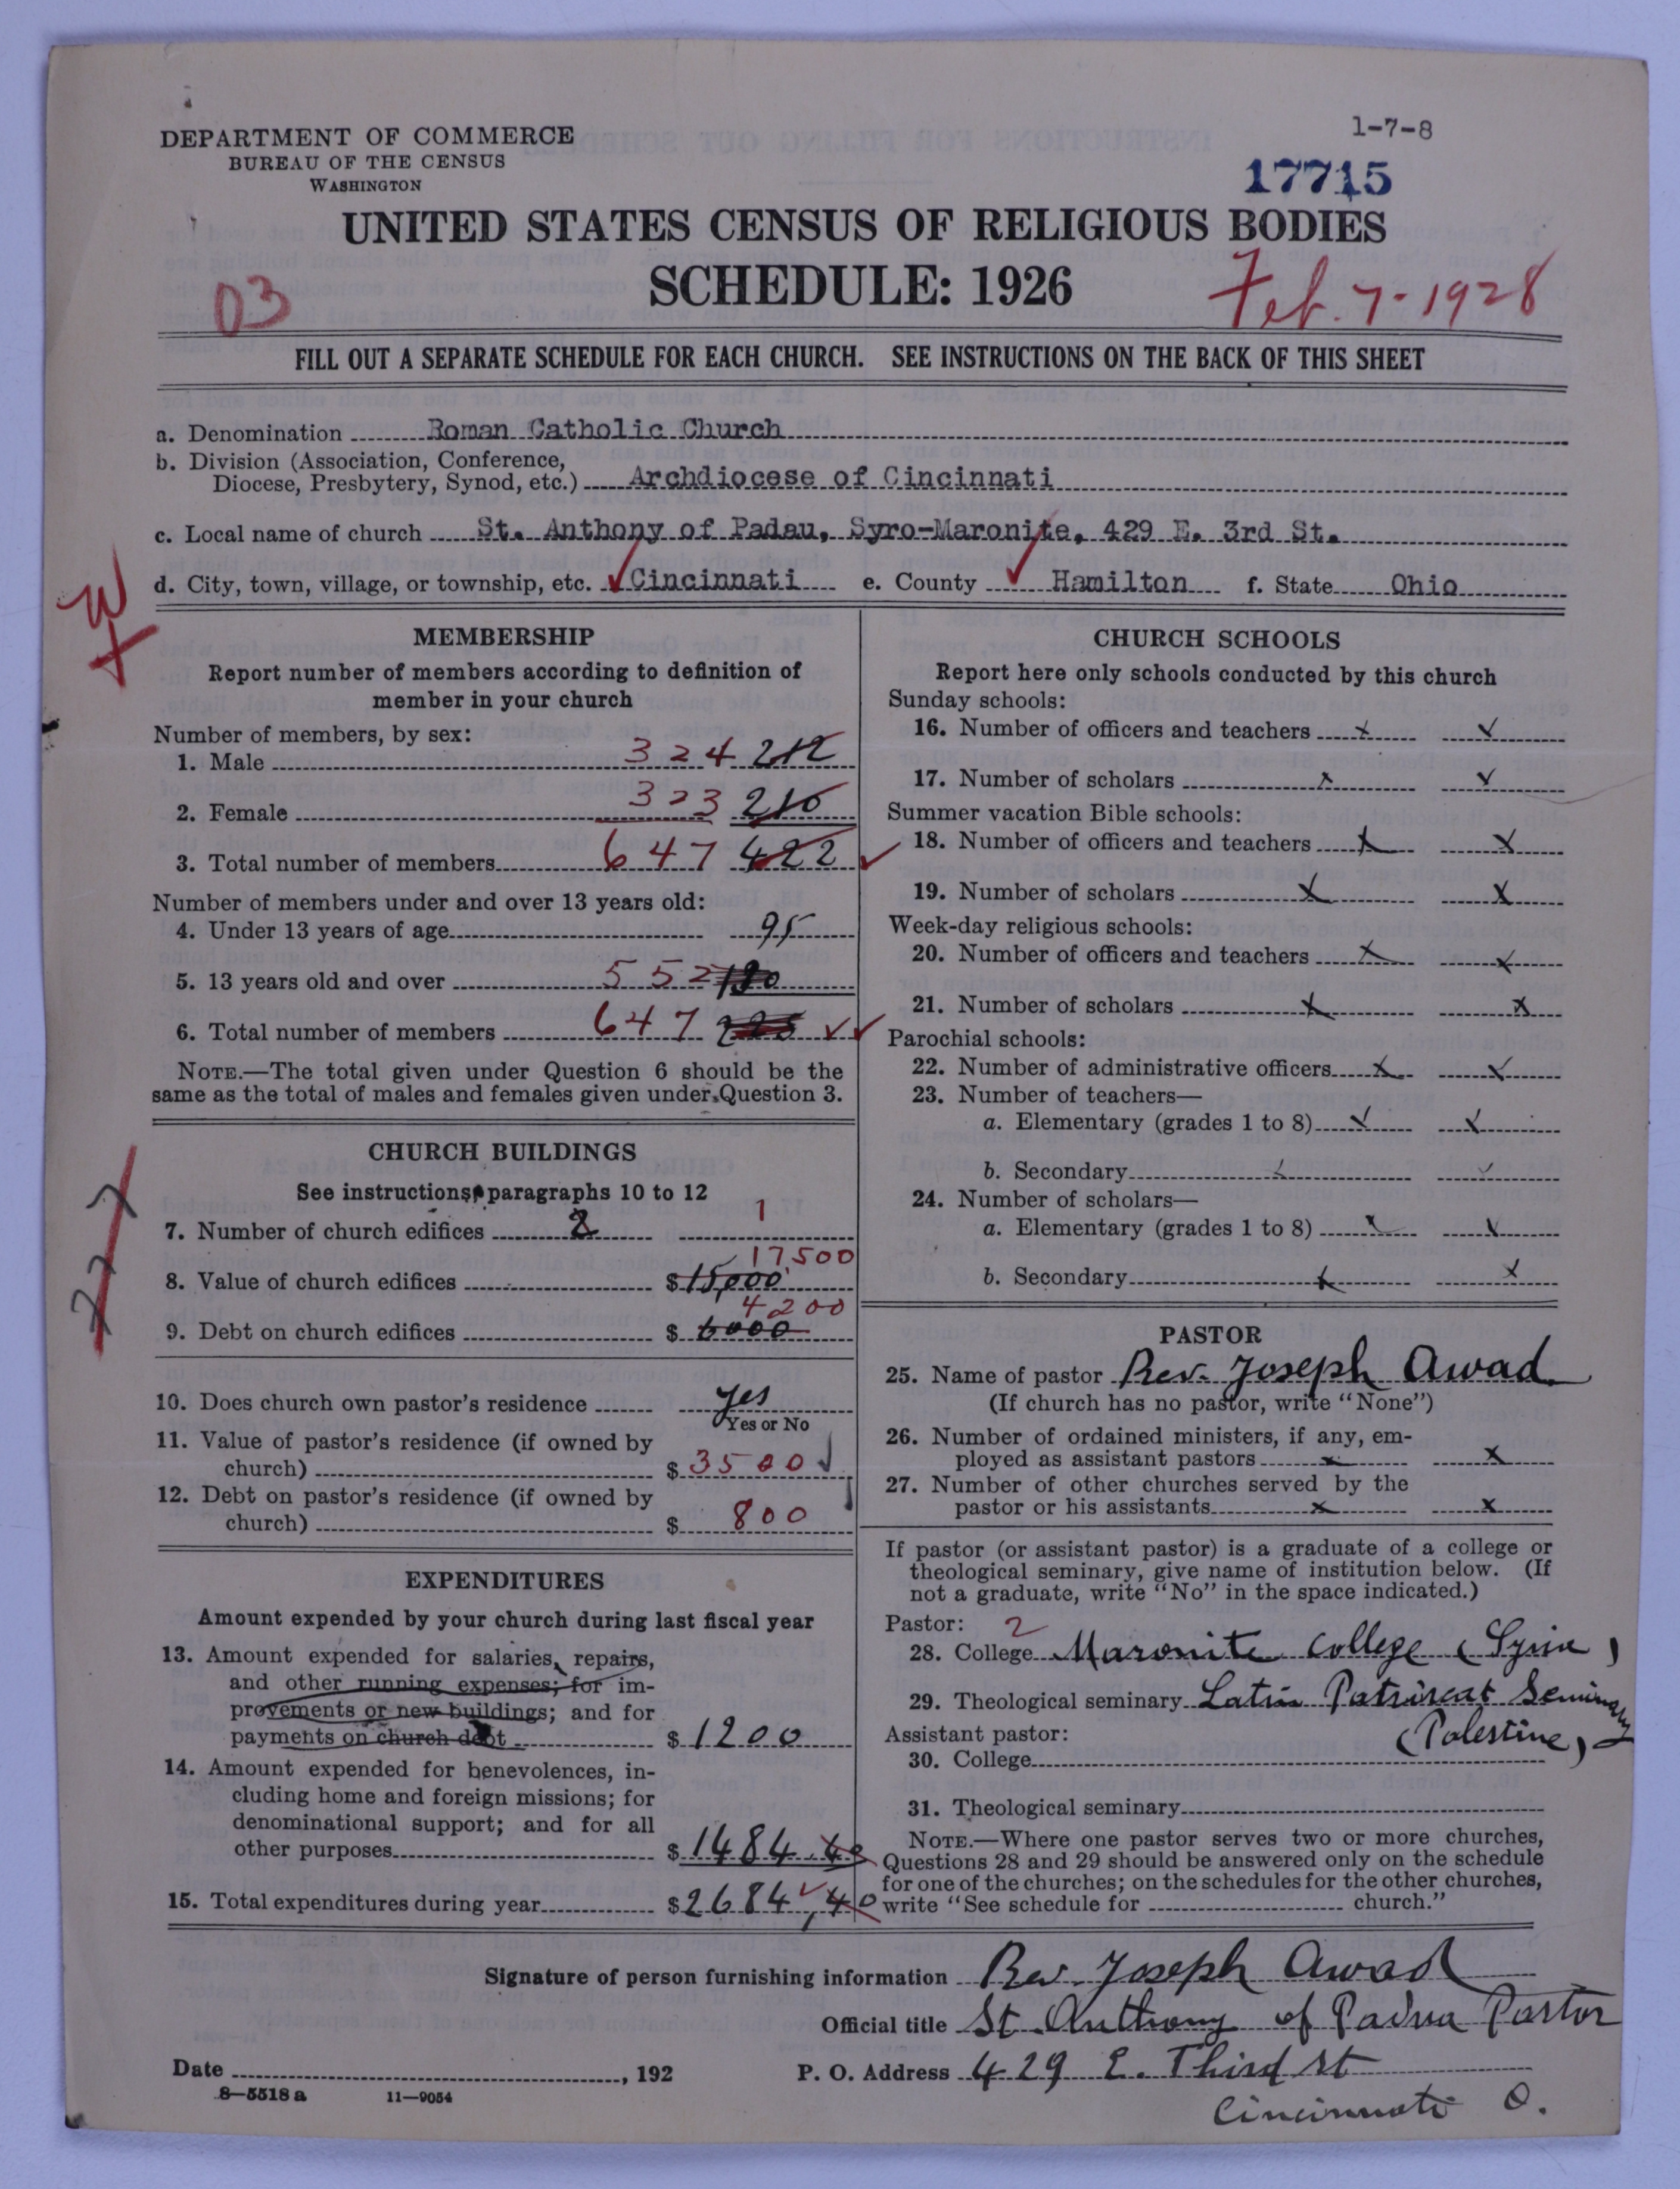 DEPARTMENT OF COMMERCE
BUREAU OF THE CENSUS
WASHINGTON
1-7-8
17715
UNITED STATES CENSUS OF RELIGIOUS BODIES
SCHEDULE: 1926
03
Feb. 7-1928
FILL OUT A SEPARATE SCHEDULE FOR EACH CHURCH. SEE INSTRUCTIONS ON THE BACK OF THIS SHEET
a. Denomination Roman Catholic Church
b. Division (Association, Conference,
Diocese, Presbytery, Synod, etc.) Archdiocese of Cincinnati
c. Local name of church St. Anthony of Padau, Syro-Maronite, 429 E. 3rd St.
d. City, town, village, or township, etc. Cincinnati e. County Hamilton f. State Ohio
MEMBERSHIP
Report number of members according to definition of
member in your church
Number of members, by sex:
1. Male 324 212
2. Female 323 210
3. Total number of members 647 422
Number of members under and over 13 years old:
4. Under 13 years of age 95
5. 13 years old and over 552
6. Total number of members 647
NOTE.—The total given under Question 6 should be the
same as the total of males and females given under Question 3.
CHURCH BUILDINGS
See instructions, paragraphs 10 to 12
7. Number of church edifices 2 1
8. Value of church edifices $15,000 17,500
9. Debt on church edifices $6000 4200
10. Does church own pastor's residence Yes
Yes or No
11. Value of pastor's residence (if owned by
church) $3500
12. Debt on pastor's residence (if owned by
church) $800
EXPENDITURES
Amount expended by your church during last fiscal year
13. Amount expended for salaries, repairs,
and other running expenses; for im-
provements or new buildings; and for
payments on church debt $1200
14. Amount expended for benevolences, in-
cluding home and foreign missions; for
denominational support; and for all
other purposes $1484.40
15. Total expenditures during year $2684,40
CHURCH SCHOOLS
Report here only schools conducted by this church
Sunday schools:
16. Number of officers and teachers x
17. Number of scholars x
Summer vacation Bible schools:
18. Number of officers and teachers x x
19. Number of scholars x x
Week-day religious schools:
20. Number of officers and teachers x x
21. Number of scholars x x
Parochial schools:
22. Number of administrative officers x x
23. Number of teachers—
a. Elementary (grades 1 to 8) x x
b. Secondary
24. Number of scholars—
a. Elementary (grades 1 to 8) x x
b. Secondary x x
PASTOR
25. Name of pastor Rev. Joseph Awad
(If church has no pastor, write "None")
26. Number of ordained ministers, if any, em-
ployed as assistant pastors x x
27. Number of other churches served by the
pastor or his assistants x x
If pastor (or assistant pastor) is a graduate of a college or
theological seminary, give name of institution below. (If
not a graduate, write "No" in the space indicated.)
Pastor: 2
28. College Maronite College (Syria)
29. Theological seminary Latin Patrircat Seminary
(Palestine)
Assistant pastor:
30. College
31. Theological seminary
NOTE.—Where one pastor serves two or more churches,
Questions 28 and 29 should be answered only on the schedule
for one of the churches; on the schedules for the other churches,
write "See schedule for church."
Signature of person furnishing information Rev. Joseph Awad
Official title St. Anthony of Padua Pastor
Date , 192 P. O. Address 429 E. Third St
8—5518 a 11—9054
Cincinnati O.